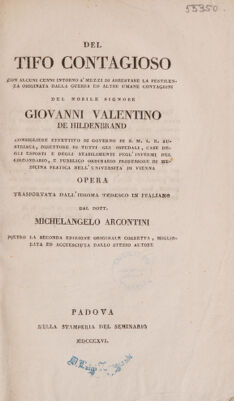 53350.
DEL
TIFO CONTAGIOSO
CON ALCUNI CENNI INTORNO A' MEZZI DI ARRESTARE LA PESTILEN-
ZA ORIGINATA DALLA GUERRA ED ALTRE UMANE CONTAGIONI
DEL NOBILE SIGNORE
GIOVANNI VALENTINO
DE HILDENBRAND
CONSIGLIERE EFFETTIVO DI GOVERNO DI S. M. I. R. AU-
STRIACA, DIRETTORE DI TUTTI GLI OSPEDALI, CASE DE-
GLI ESPOSTI E DEGLI STABILIMENTI PEGL' INFERMI DEL
CIRCONDARIO, E PUBBLICO ORDINARIO PROFESSORE DI ME-
DICINA PRATICA NELL'UNIVERSITÀ DI VIENNA
OPERA
TRASPORTATA DALL' IDIOMA TEDESCO IN ITALIANO
DAL DOTT.
MICHELANGELO ARCONTINI
DIETRO LA SECONDA EDIZIONE ORIGINALE CORRETTA, MIGLIO-
RATA ED ACCRESCIUTA DALLO STESSO AUTORE
PADOVA
NELLA STAMPERIA DEL SEMINARIO
MDCCCXVI.